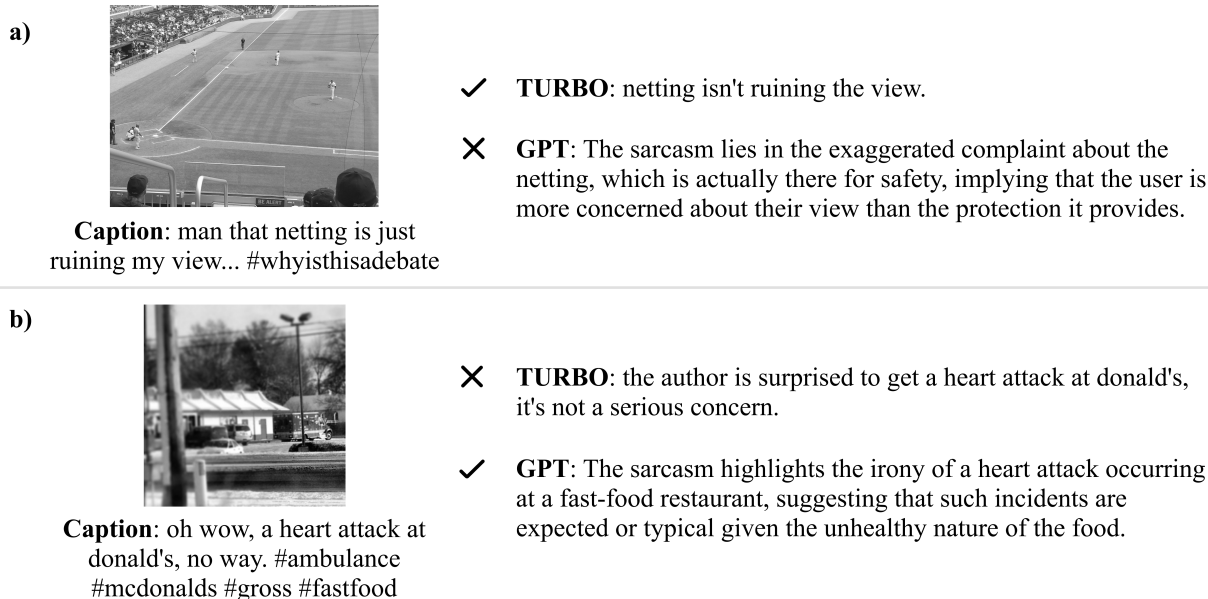 a)
BE ALERT
Caption: man that netting is just
ruining my view... #whyisthisadebate
✓ TURBO: netting isn't ruining the view.
✕ GPT: The sarcasm lies in the exaggerated complaint about the
netting, which is actually there for safety, implying that the user is
more concerned about their view than the protection it provides.
b)
Caption: oh wow, a heart attack at
donald's, no way. #ambulance
#mcdonalds #gross #fastfood
✕ TURBO: the author is surprised to get a heart attack at donald's,
it's not a serious concern.
✓ GPT: The sarcasm highlights the irony of a heart attack occurring
at a fast-food restaurant, suggesting that such incidents are
expected or typical given the unhealthy nature of the food.